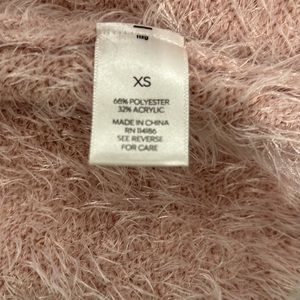 XS
68% POLYESTER
32% ACRYLIC
MADE IN CHINA
RN 114186
SEE REVERSE
FOR CARE